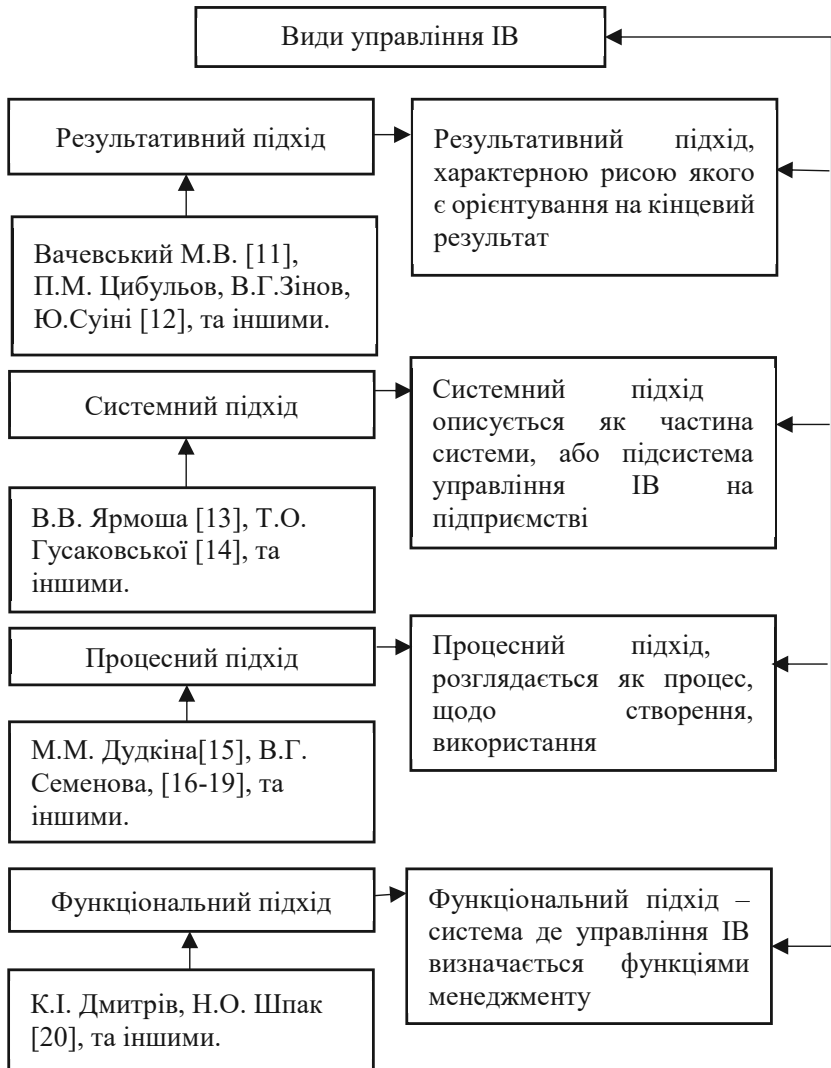 Види управління ІВ
Результативний підхід
Результативний підхід,
характерною рисою якого
є орієнтування на кінцевий
результат
Вачевський М.В. [11],
П.М. Цибульов, В.Г.Зінов,
Ю.Суіні [12], та іншими.
Системний підхід
Системний підхід
описується як частина
системи, або підсистема
управління ІВ на
підприємстві
В.В. Ярмоша [13], Т.О.
Гусаковської [14], та
іншими.
Процесний підхід
Процесний підхід,
розглядається як процес,
щодо створення,
використання
М.М. Дудкіна[15], В.Г.
Семенова, [16-19], та
іншими.
Функціональний підхід
Функціональний підхід –
система де управління ІВ
визначається функціями
менеджменту
К.І. Дмитрів, Н.О. Шпак
[20], та іншими.